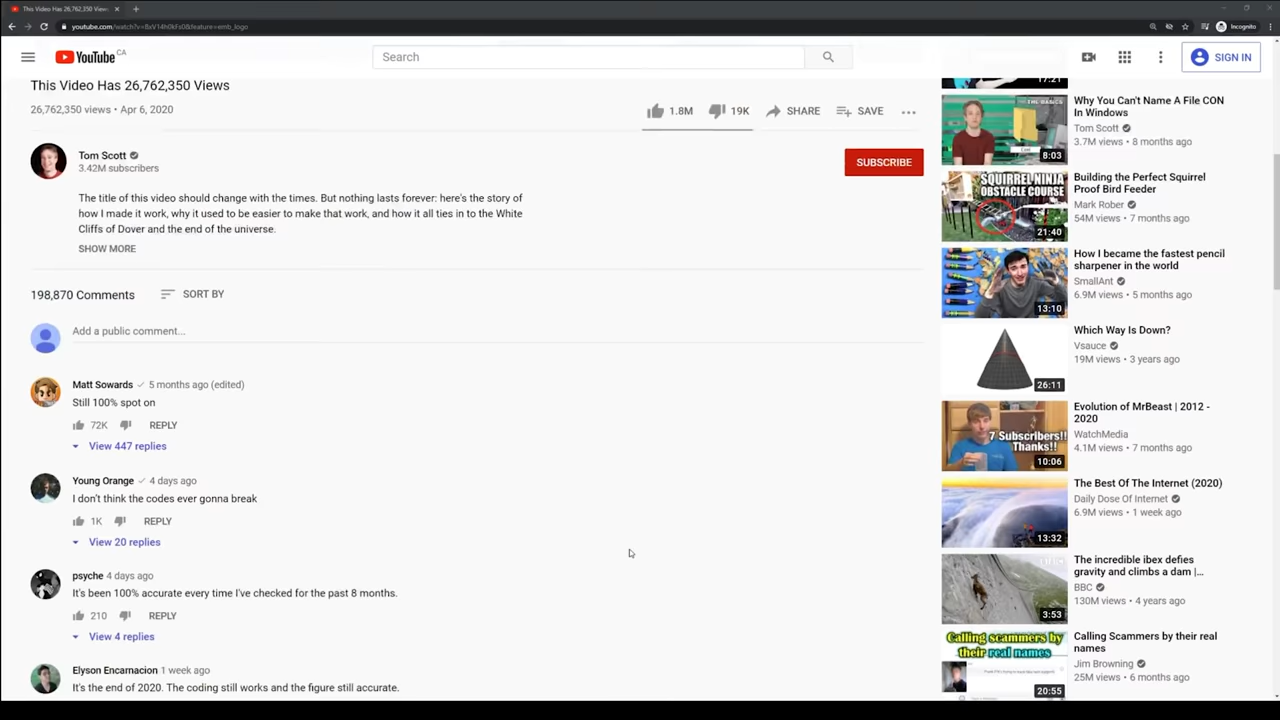 This Video Has 26,762,350 Views
youtube.com/watch?v=BxV14h0kFs0&feature=emb_logo
Incognito
YouTube CA
Search
SIGN IN
This Video Has 26,762,350 Views
26,762,350 views • Apr 6, 2020
1.8M
19K
SHARE
SAVE
Tom Scott
3.42M subscribers
SUBSCRIBE
The title of this video should change with the times. But nothing lasts forever: here's the story of
how I made it work, why it used to be easier to make that work, and how it all ties in to the White
Cliffs of Dover and the end of the universe.
SHOW MORE
198,870 Comments
SORT BY
Add a public comment...
Matt Sowards 5 months ago (edited)
Still 100% spot on
72K REPLY
View 447 replies
Young Orange 4 days ago
I don't think the codes ever gonna break
1K REPLY
View 20 replies
psyche 4 days ago
It's been 100% accurate every time I've checked for the past 8 months.
210 REPLY
View 4 replies
Elyson Encarnacion 1 week ago
It's the end of 2020. The coding still works and the figure still accurate.
17:21
THE BASICS
8:03
Why You Can't Name A File CON
In Windows
Tom Scott
3.7M views • 8 months ago
SQUIRREL NINJA
OBSTACLE COURSE
21:40
Building the Perfect Squirrel
Proof Bird Feeder
Mark Rober
54M views • 7 months ago
13:10
How I became the fastest pencil
sharpener in the world
SmallAnt
6.9M views • 5 months ago
26:11
Which Way Is Down?
Vsauce
19M views • 3 years ago
7 Subscribers!!
Thanks!!
10:06
Evolution of MrBeast | 2012 -
2020
WatchMedia
4.1M views • 7 months ago
13:32
The Best Of The Internet (2020)
Daily Dose Of Internet
6.9M views • 1 week ago
3:53
The incredible ibex defies
gravity and climbs a dam |...
BBC
130M views • 4 years ago
Calling scammers by
their real names
20:55
Calling Scammers by their real
names
Jim Browning
25M views • 6 months ago